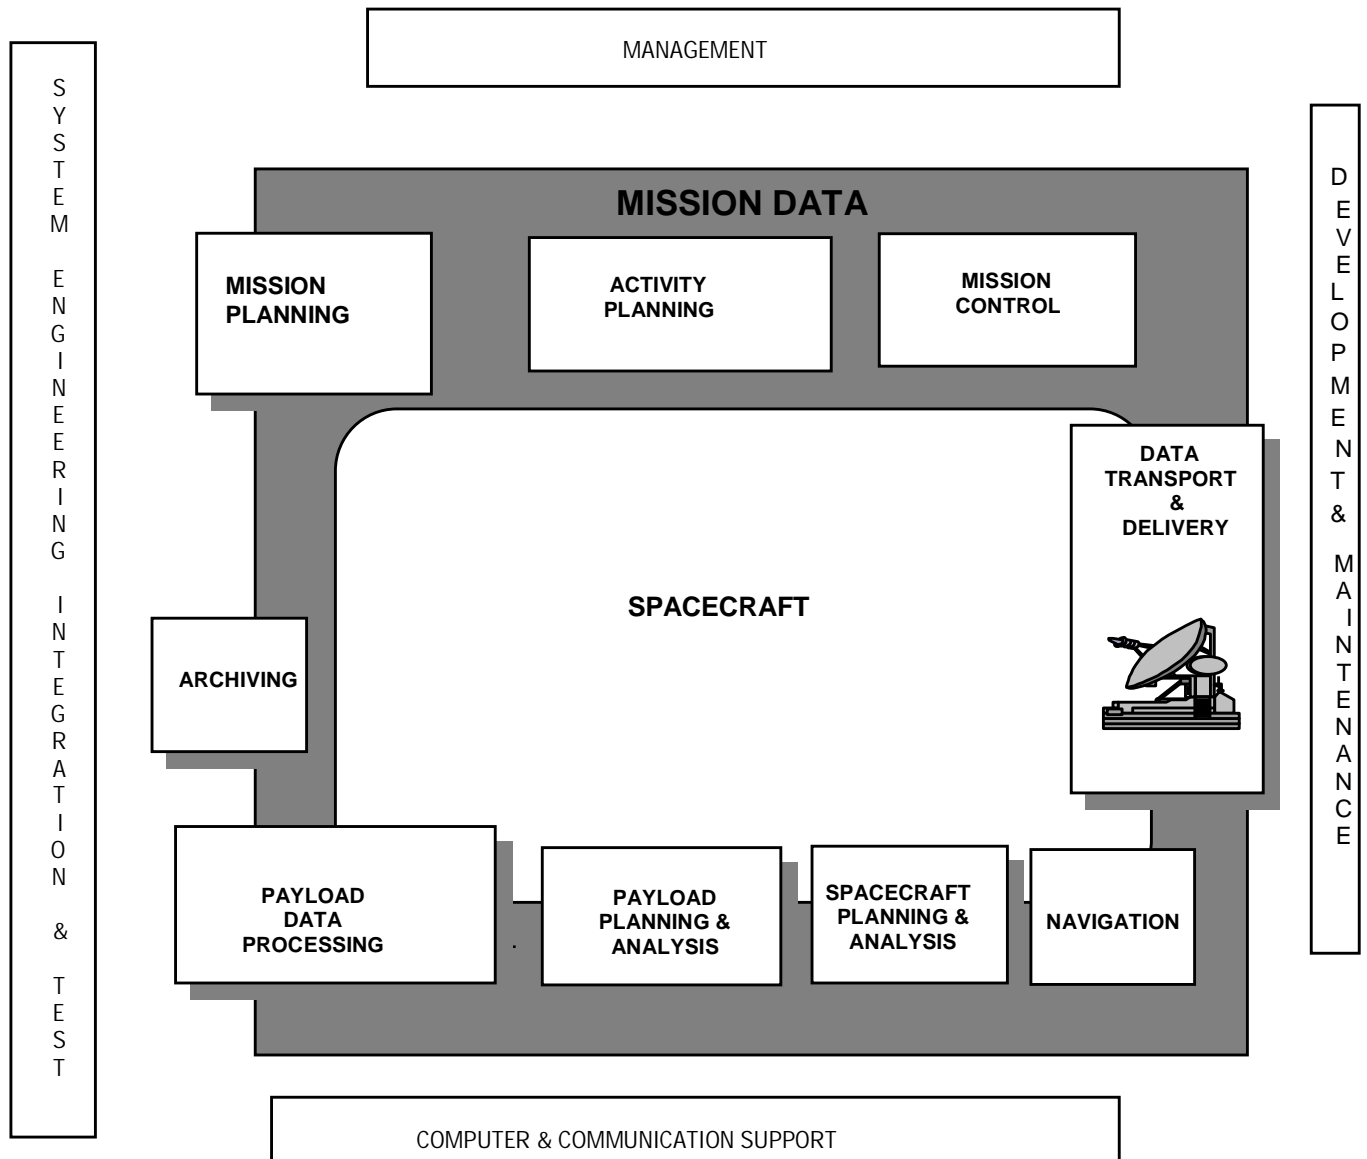 MANAGEMENT
SYSTEM ENGINEERING INTEGRATION & TEST
DEVELOPMENT & MAINTENANCE
MISSION DATA
MISSION
PLANNING
ACTIVITY
PLANNING
MISSION
CONTROL
DATA
TRANSPORT
&
DELIVERY
SPACECRAFT
ARCHIVING
PAYLOAD
DATA
PROCESSING
PAYLOAD
PLANNING &
ANALYSIS
SPACECRAFT
PLANNING &
ANALYSIS
NAVIGATION
COMPUTER & COMMUNICATION SUPPORT